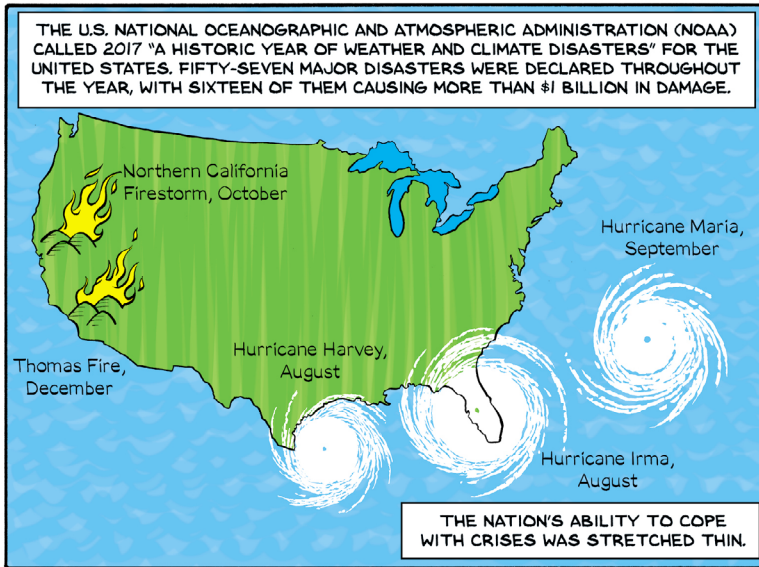 THE U.S. NATIONAL OCEANOGRAPHIC AND ATMOSPHERIC ADMINISTRATION (NOAA)
CALLED 2017 “A HISTORIC YEAR OF WEATHER AND CLIMATE DISASTERS” FOR THE
UNITED STATES. FIFTY-SEVEN MAJOR DISASTERS WERE DECLARED THROUGHOUT
THE YEAR, WITH SIXTEEN OF THEM CAUSING MORE THAN $1 BILLION IN DAMAGE.
Northern California
Firestorm, October
Hurricane Maria,
September
Thomas Fire,
December
Hurricane Harvey,
August
Hurricane Irma,
August
THE NATION’S ABILITY TO COPE
WITH CRISES WAS STRETCHED THIN.